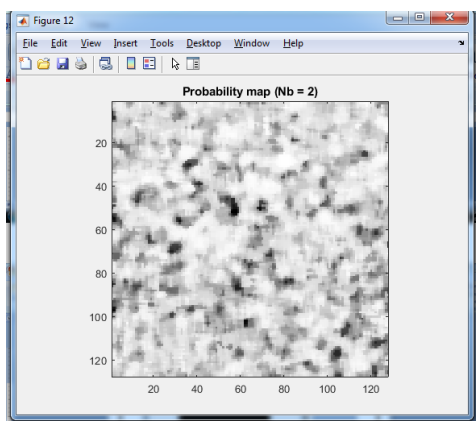 Figure 12
File Edit View Insert Tools Desktop Window Help
Probability map (Nb = 2)
20
40
60
80
100
120
20 40 60 80 100 120